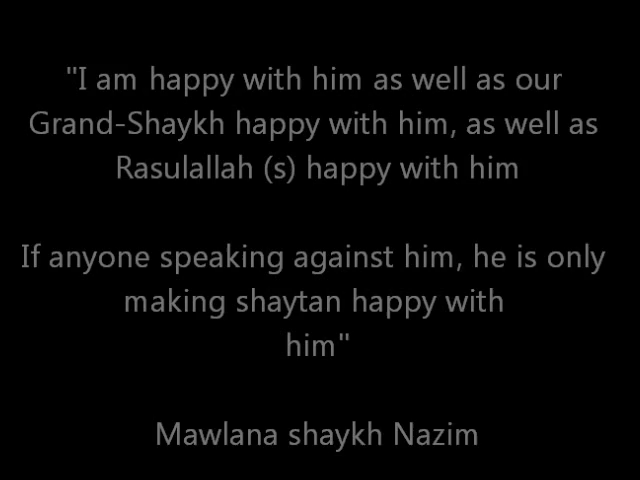 "I am happy with him as well as our
Grand-Shaykh happy with him, as well as
Rasulallah (s) happy with him
If anyone speaking against him, he is only
making shaytan happy with
him"
Mawlana shaykh Nazim